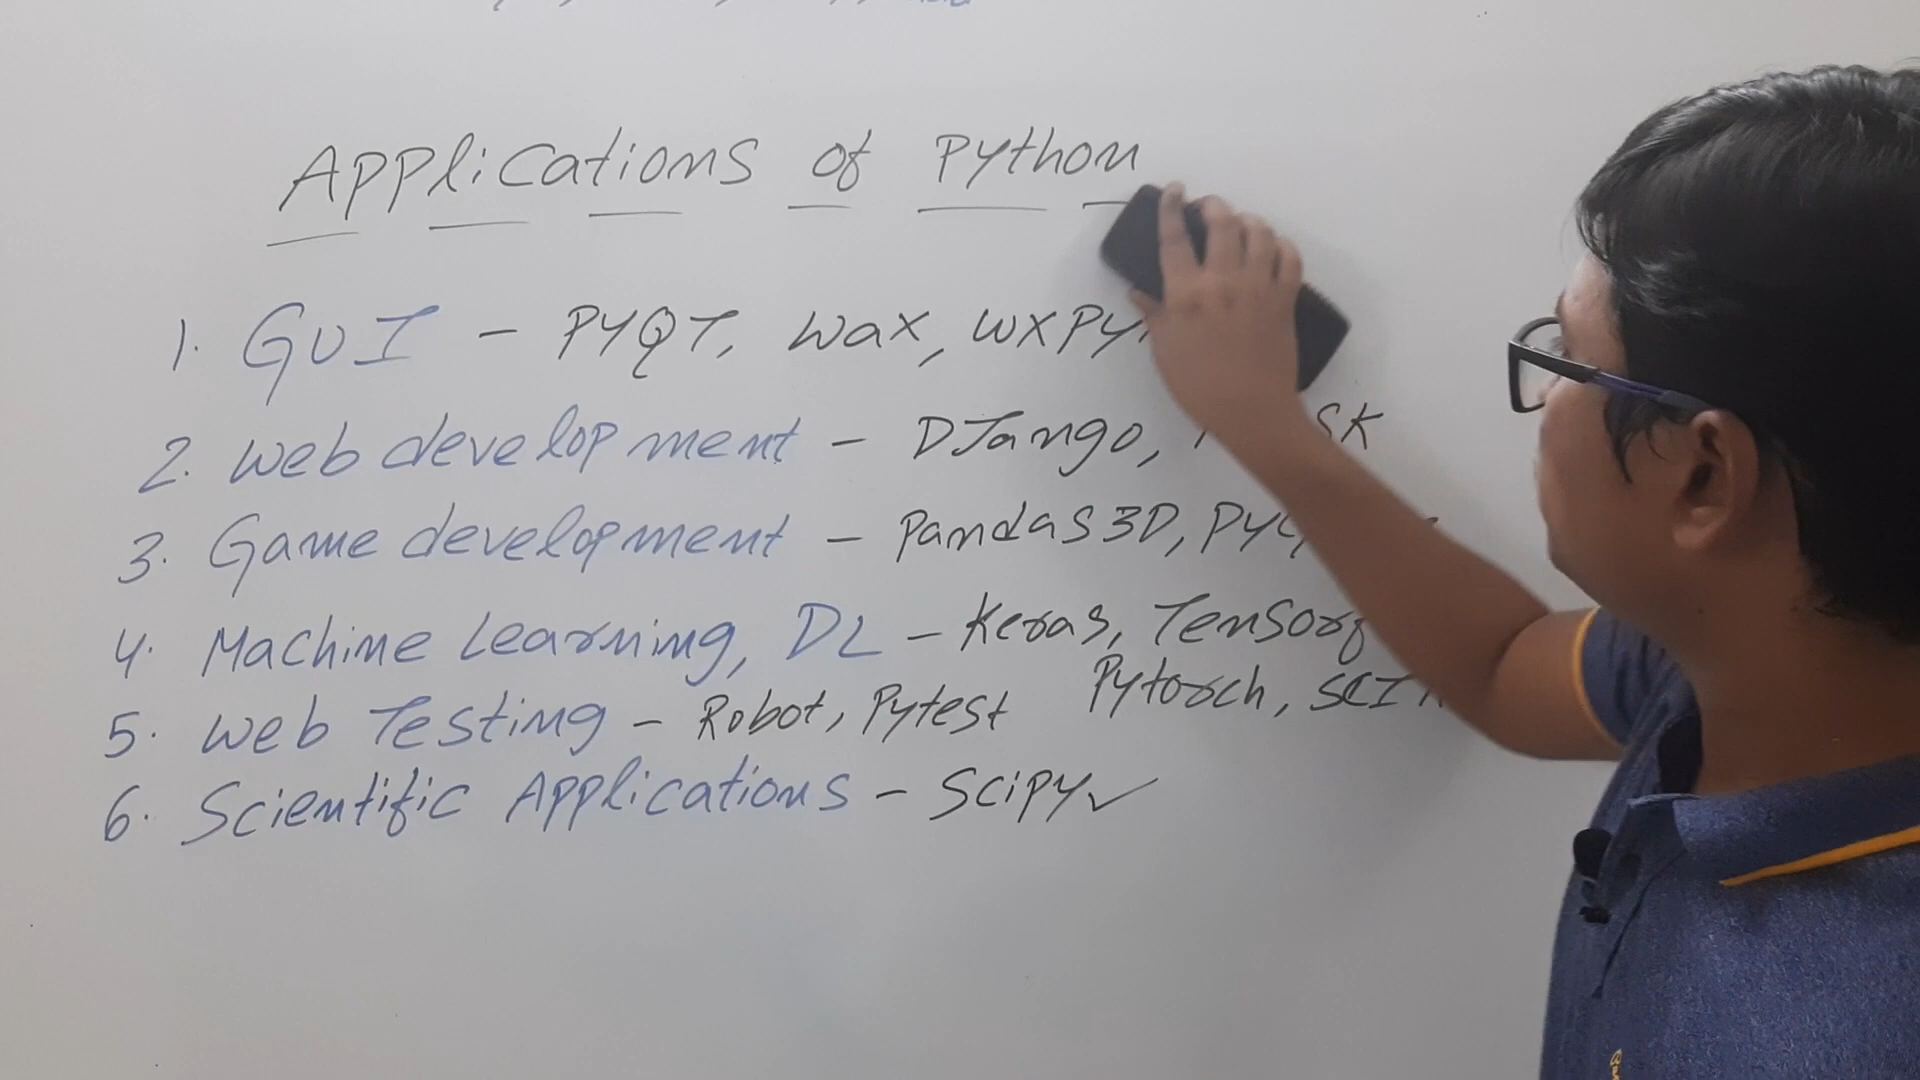 Applications of Python
1. GUI - PYQT, Wax, WXPy
2. Web development - DJango,
3. Game development - Pandas3D,
4. Machine Learning, DL - Keras,
Pytorch,
5. Web Testing - Robot, Pytest
6. Scientific Applications - Scipy ✓